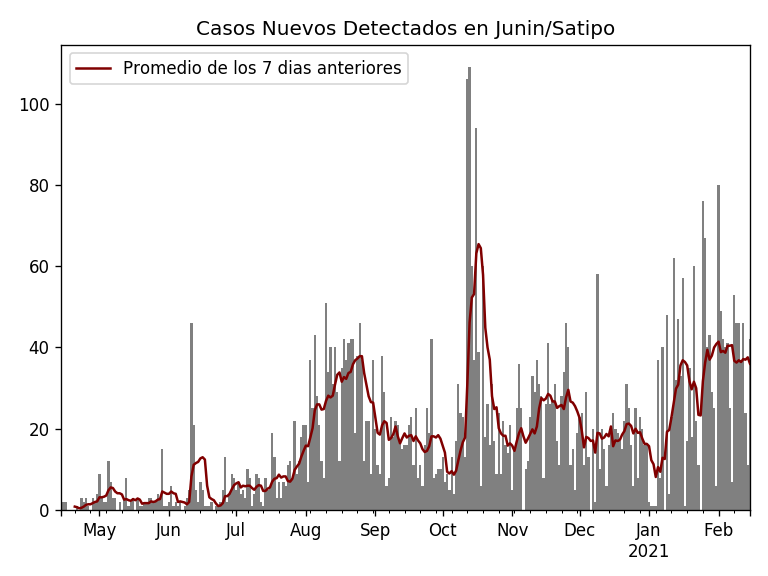 Casos Nuevos Detectados en Junin/Satipo
Promedio de los 7 dias anteriores
100
80
60
40
20
0
May Jun Jul Aug Sep Oct Nov Dec Jan Feb
2021